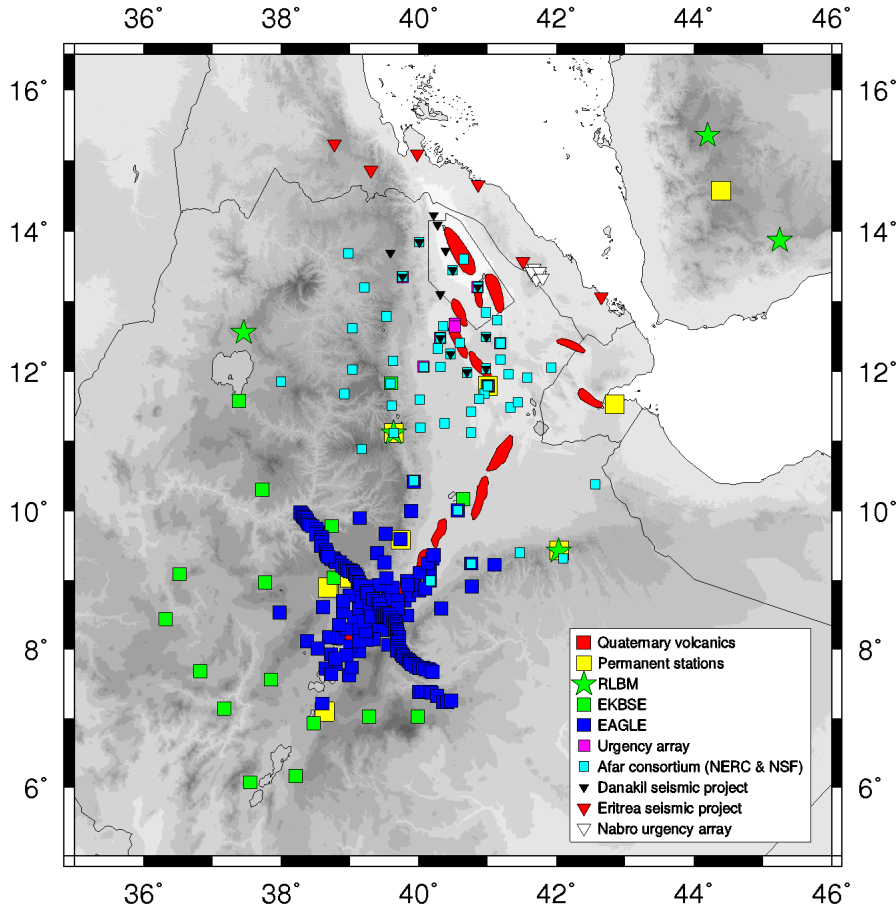 36° 38° 40° 42° 44° 46°
16° 16°
14° 14°
12° 12°
10° 10°
8° 8°
6° 6°
Quaternary volcanics
Permanent stations
RLBM
EKBSE
EAGLE
Urgency array
Afar consortium (NERC & NSF)
Danakil seismic project
Eritrea seismic project
Nabro urgency array
36° 38° 40° 42° 44° 46°